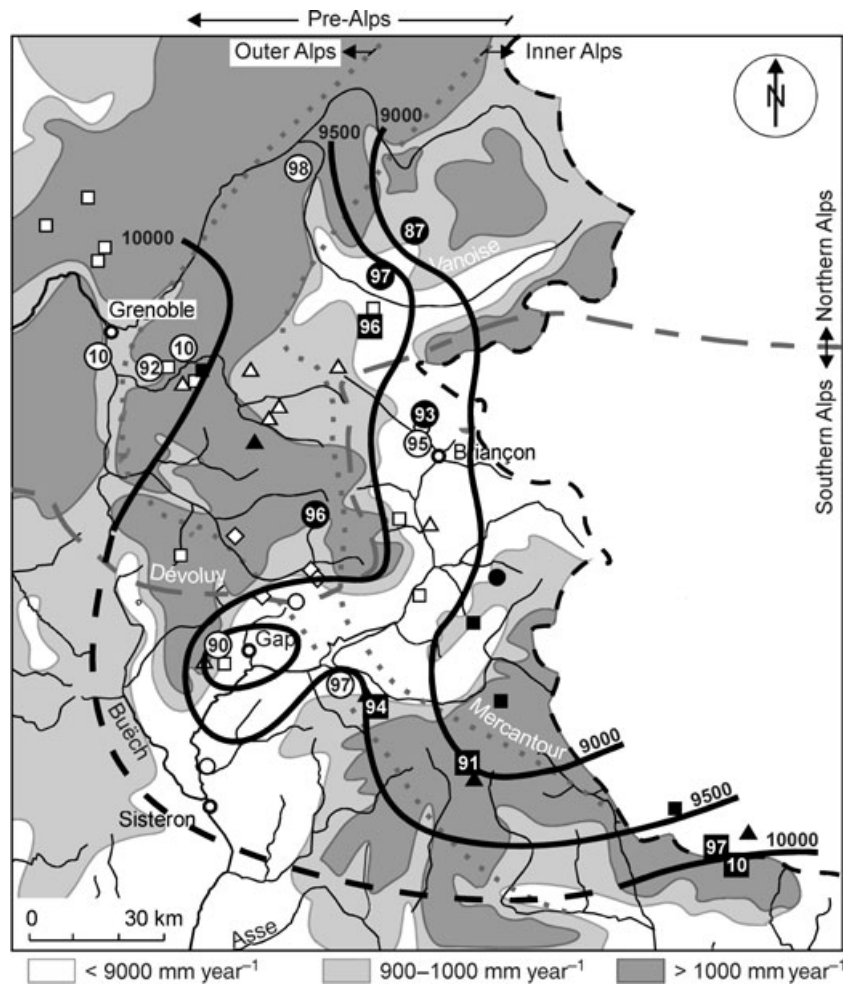 Pre-Alps
Outer Alps
Inner Alps
N
9500
9000
98
10000
87
Vanoise
97
Northern Alps
Grenoble
96
10
92
10
Southern Alps
93
95
Briançon
96
Dévoluy
90
Gap
97
94
Mercantour
Buëch
91
9000
9500
Sisteron
97
10000
10
0
30 km
Asse
< 9000 mm year⁻¹
900–1000 mm year⁻¹
> 1000 mm year⁻¹